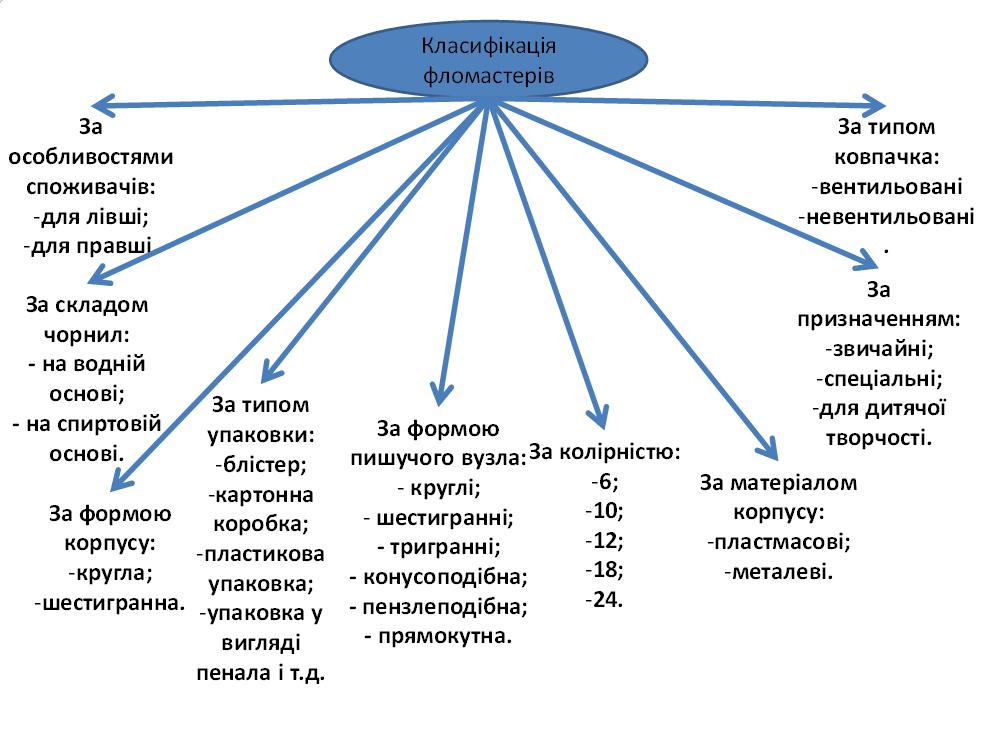 Класифікація
фломастерів
За
особливостями
споживачів:
-для лівші;
-для правші
За типом
ковпачка:
-вентильовані
-невентильовані
.
За складом
чорнил:
- на водній
основі;
- на спиртовій
основі.
За
призначенням:
-звичайні;
-спеціальні;
-для дитячої
творчості.
За формою
корпусу:
-кругла;
-шестигранна.
За типом
упаковки:
-блістер;
-картонна
коробка;
-пластикова
упаковка;
-упаковка у
вигляді
пенала і т.д.
За формою
пишучого вузла:
- круглі;
- шестигранні;
- тригранні;
- конусоподібна;
- пензлеподібна;
- прямокутна.
За колірністю:
-6;
-10;
-12;
-18;
-24.
За матеріалом
корпусу:
-пластмасові;
-металеві.